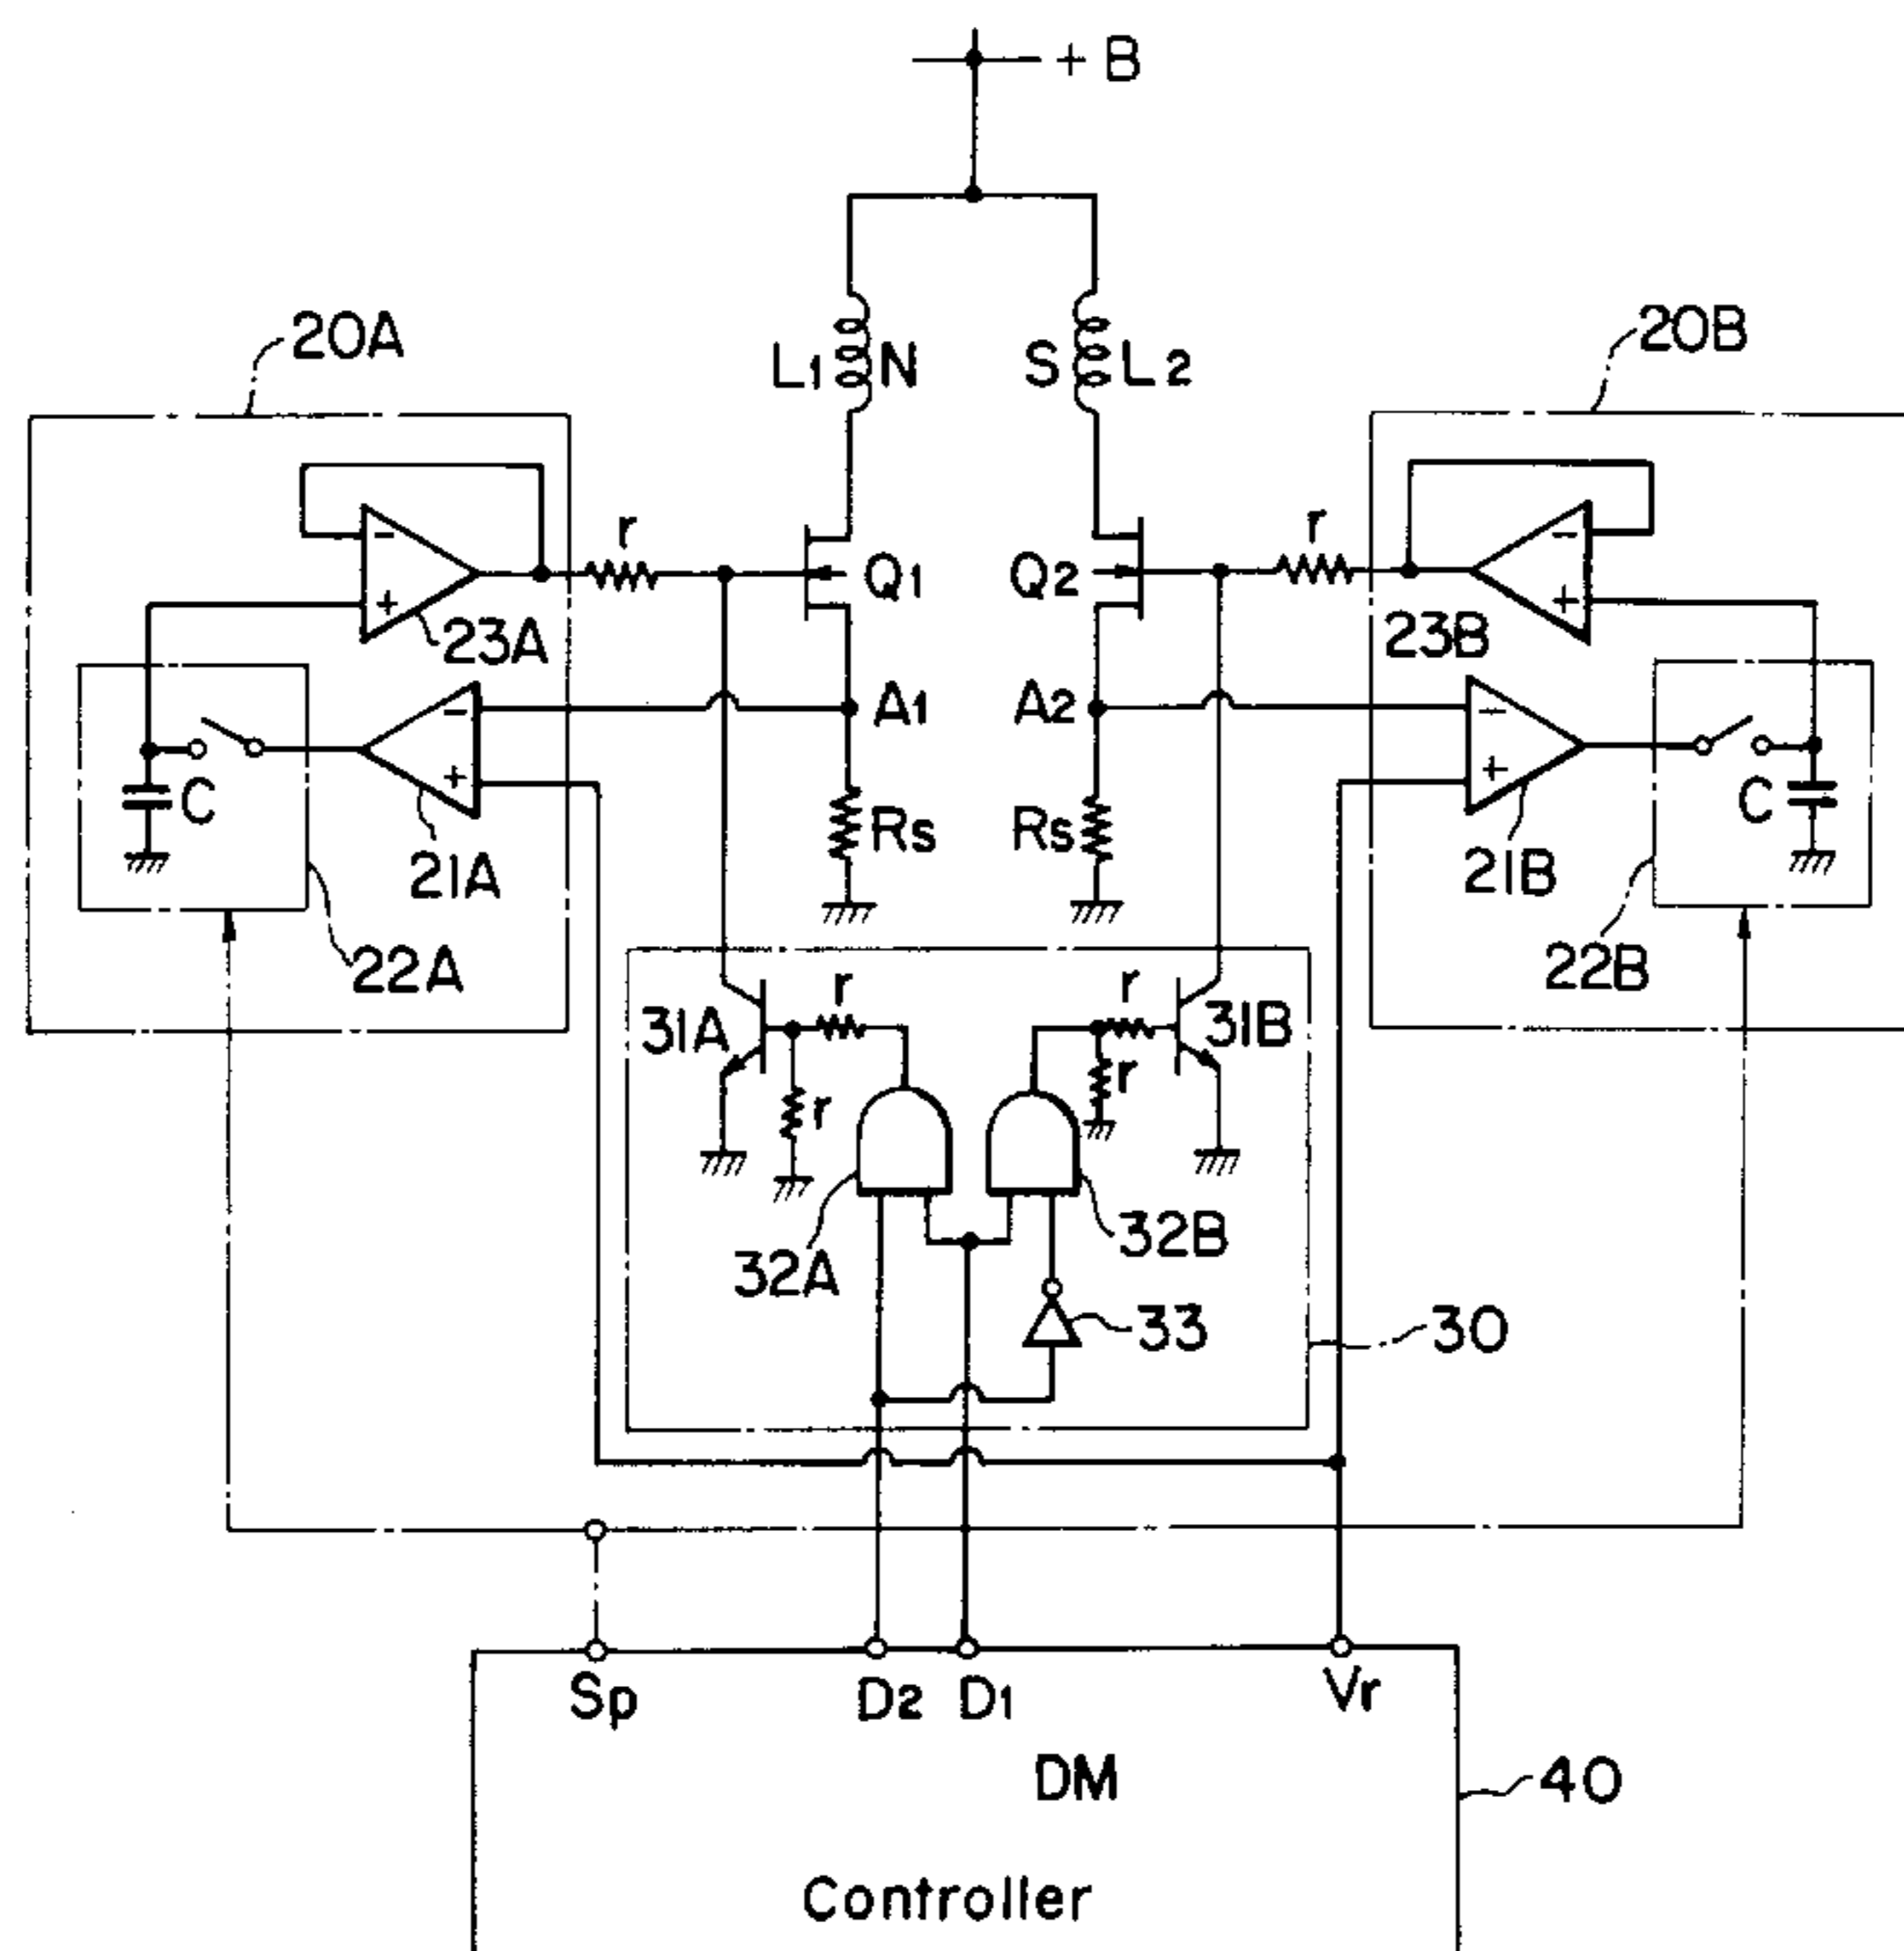 +B
20A
20B
L1 N
S L2
r
r
Q1
Q2
-
+
-
+
23A
23B
A1
A2
-
+
-
+
C
C
Rs
Rs
21A
21B
22A
22B
r
r
31A
31B
r
r
32A
32B
33
30
Sp
D2
D1
Vr
DM
40
Controller